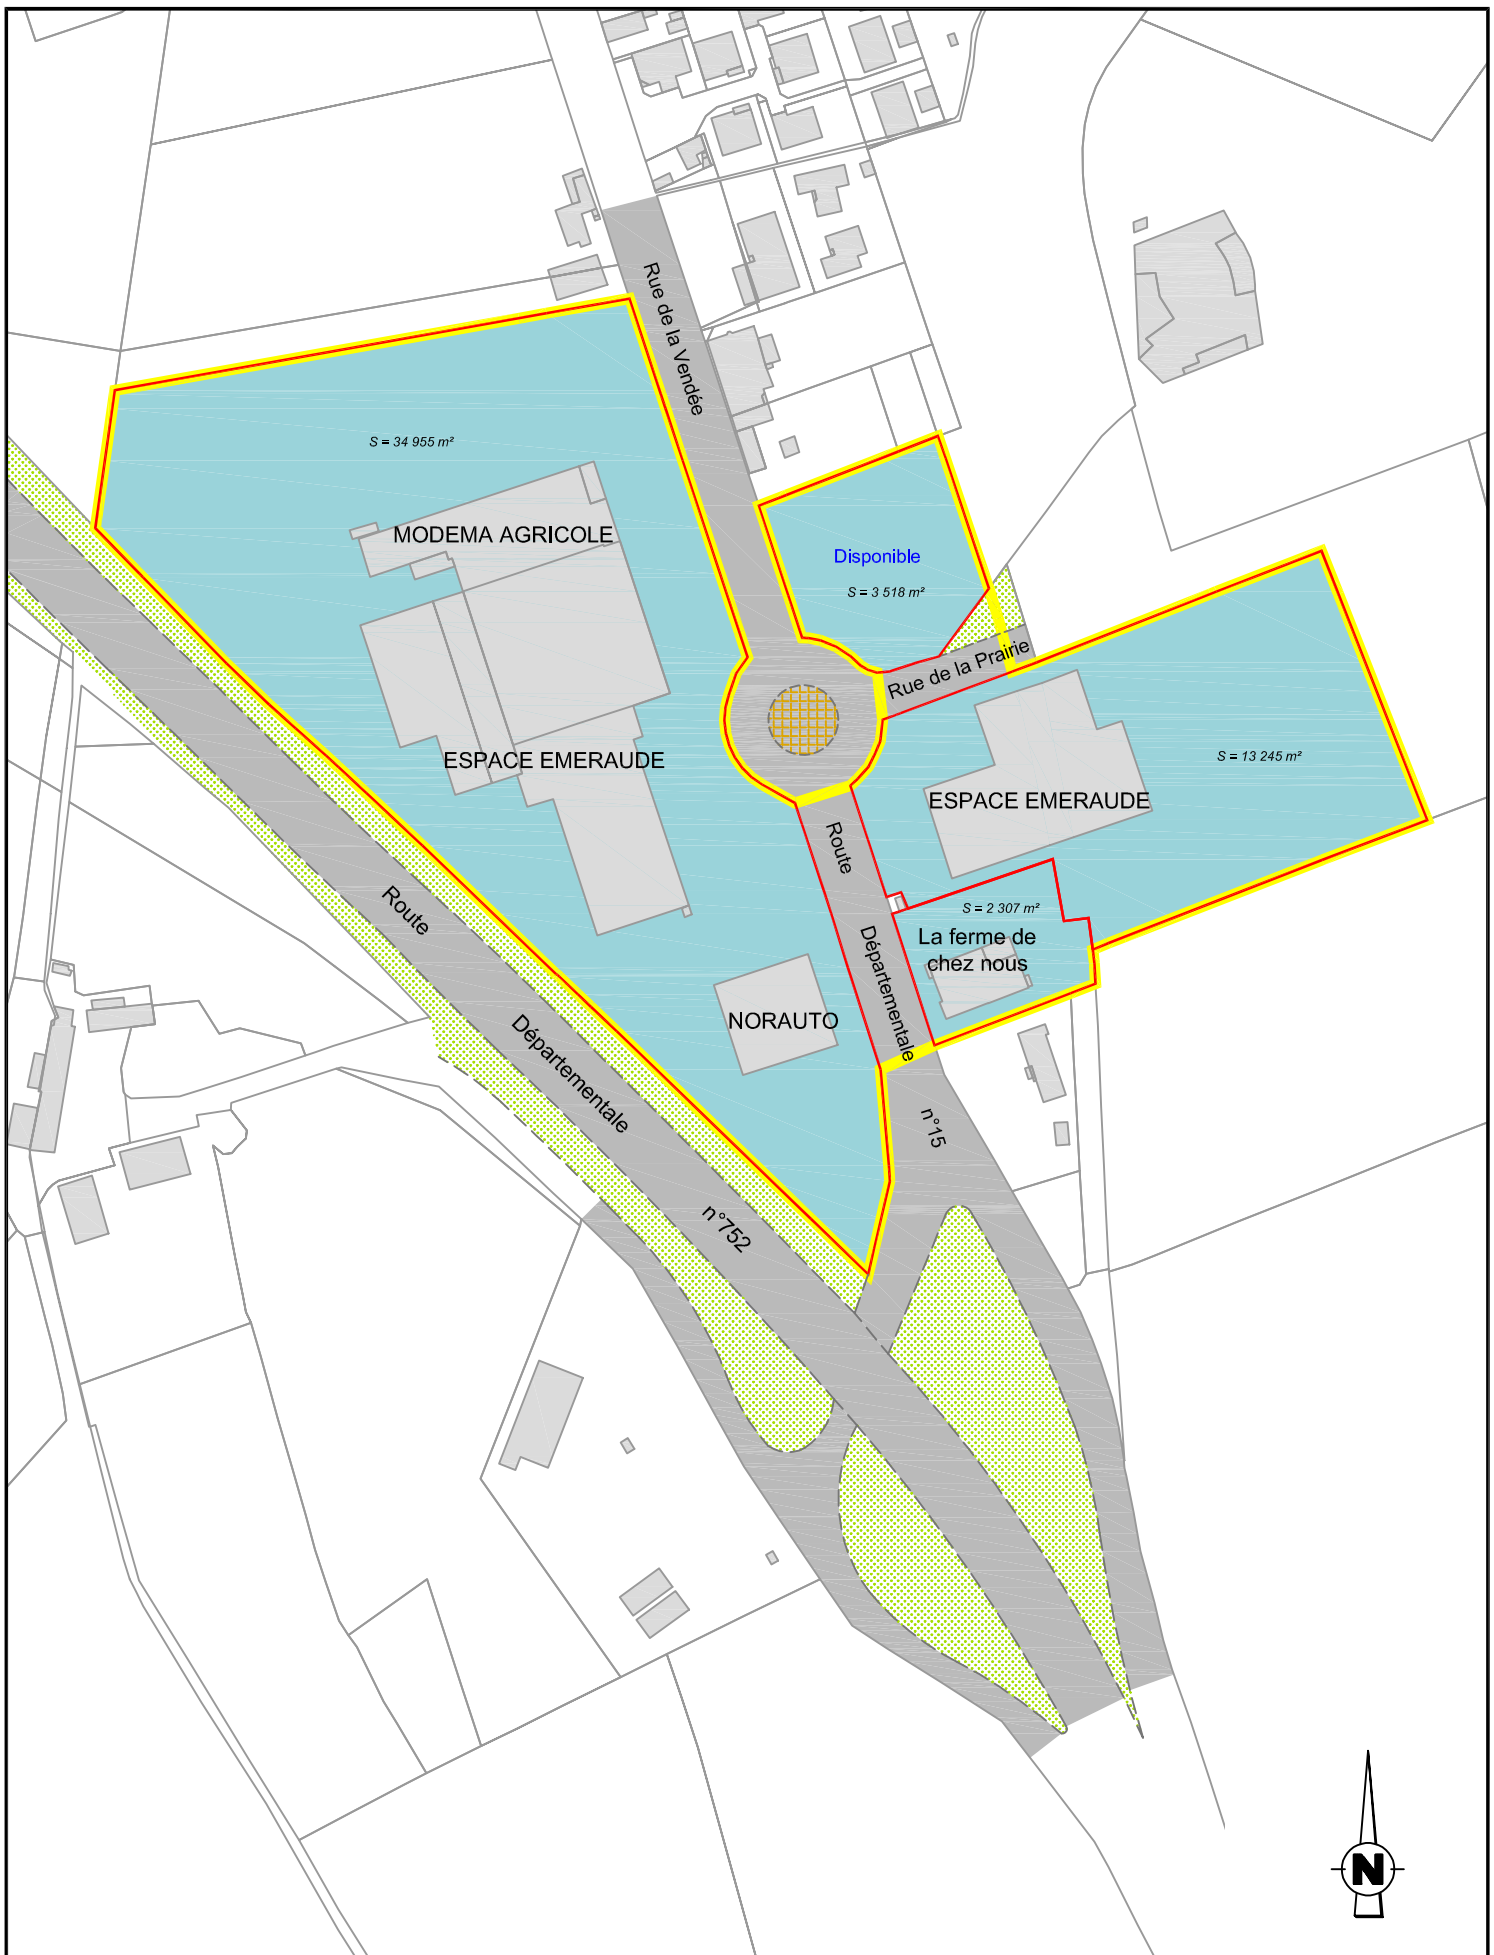 Rue de la Vendée
S = 34 955 m²
MODEMA AGRICOLE
Disponible
S = 3 518 m²
Rue de la Prairie
ESPACE EMERAUDE
S = 13 245 m²
ESPACE EMERAUDE
Route
Départementale
n°15
S = 2 307 m²
La ferme de
chez nous
NORAUTO
Route
Départementale
n°752
N